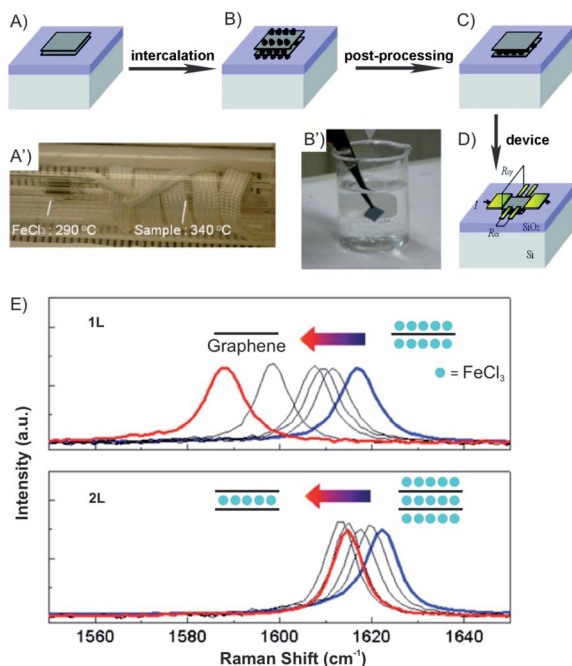 A)
intercalation
B)
post-processing
C)
A')
FeCl₃ : 290 °C
Sample : 340 °C
B')
D)
device
Rxy
I
Rxx
SiO₂
Si
E)
1L
Graphene
= FeCl₃
2L
Intensity (a.u.)
1560 1580 1600 1620 1640
Raman Shift (cm⁻¹)